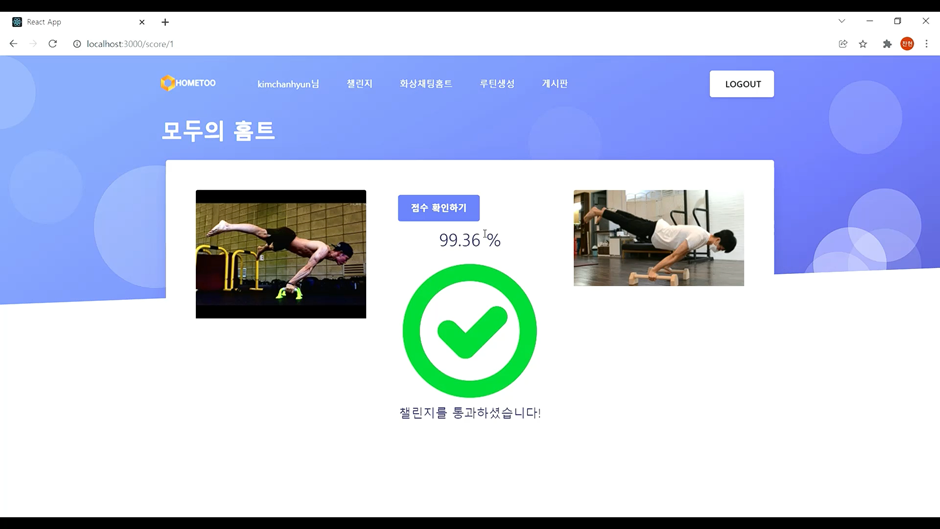 React App
localhost:3000/score/1
HOMETOO
kimchanhyun님
챌린지
화상채팅홈트
루틴생성
게시판
LOGOUT
모두의 홈트
점수 확인하기
99.36 %
챌린지를 통과하셨습니다!